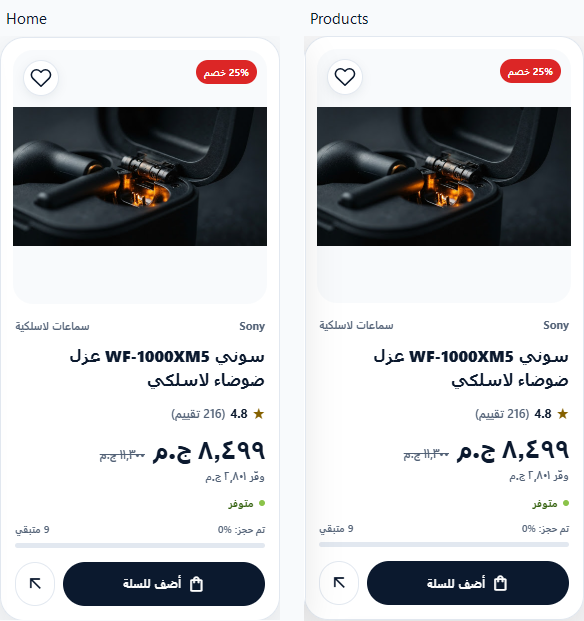 Home
25% خصم
Sony
سماعات لاسلكية
سوني WF-1000XM5 عزل
ضوضاء لاسلكي
★ 4.8 (216 تقييم)
٨,٤٩٩ ج.م ١١,٣٠٠ ج.م
وفّر ٢,٨٠١ ج.م
متوفر
تم حجز: 0%
9 متبقي
أضف للسلة
Products
25% خصم
Sony
سماعات لاسلكية
سوني WF-1000XM5 عزل
ضوضاء لاسلكي
★ 4.8 (216 تقييم)
٨,٤٩٩ ج.م ١١,٣٠٠ ج.م
وفّر ٢,٨٠١ ج.م
متوفر
تم حجز: 0%
9 متبقي
أضف للسلة